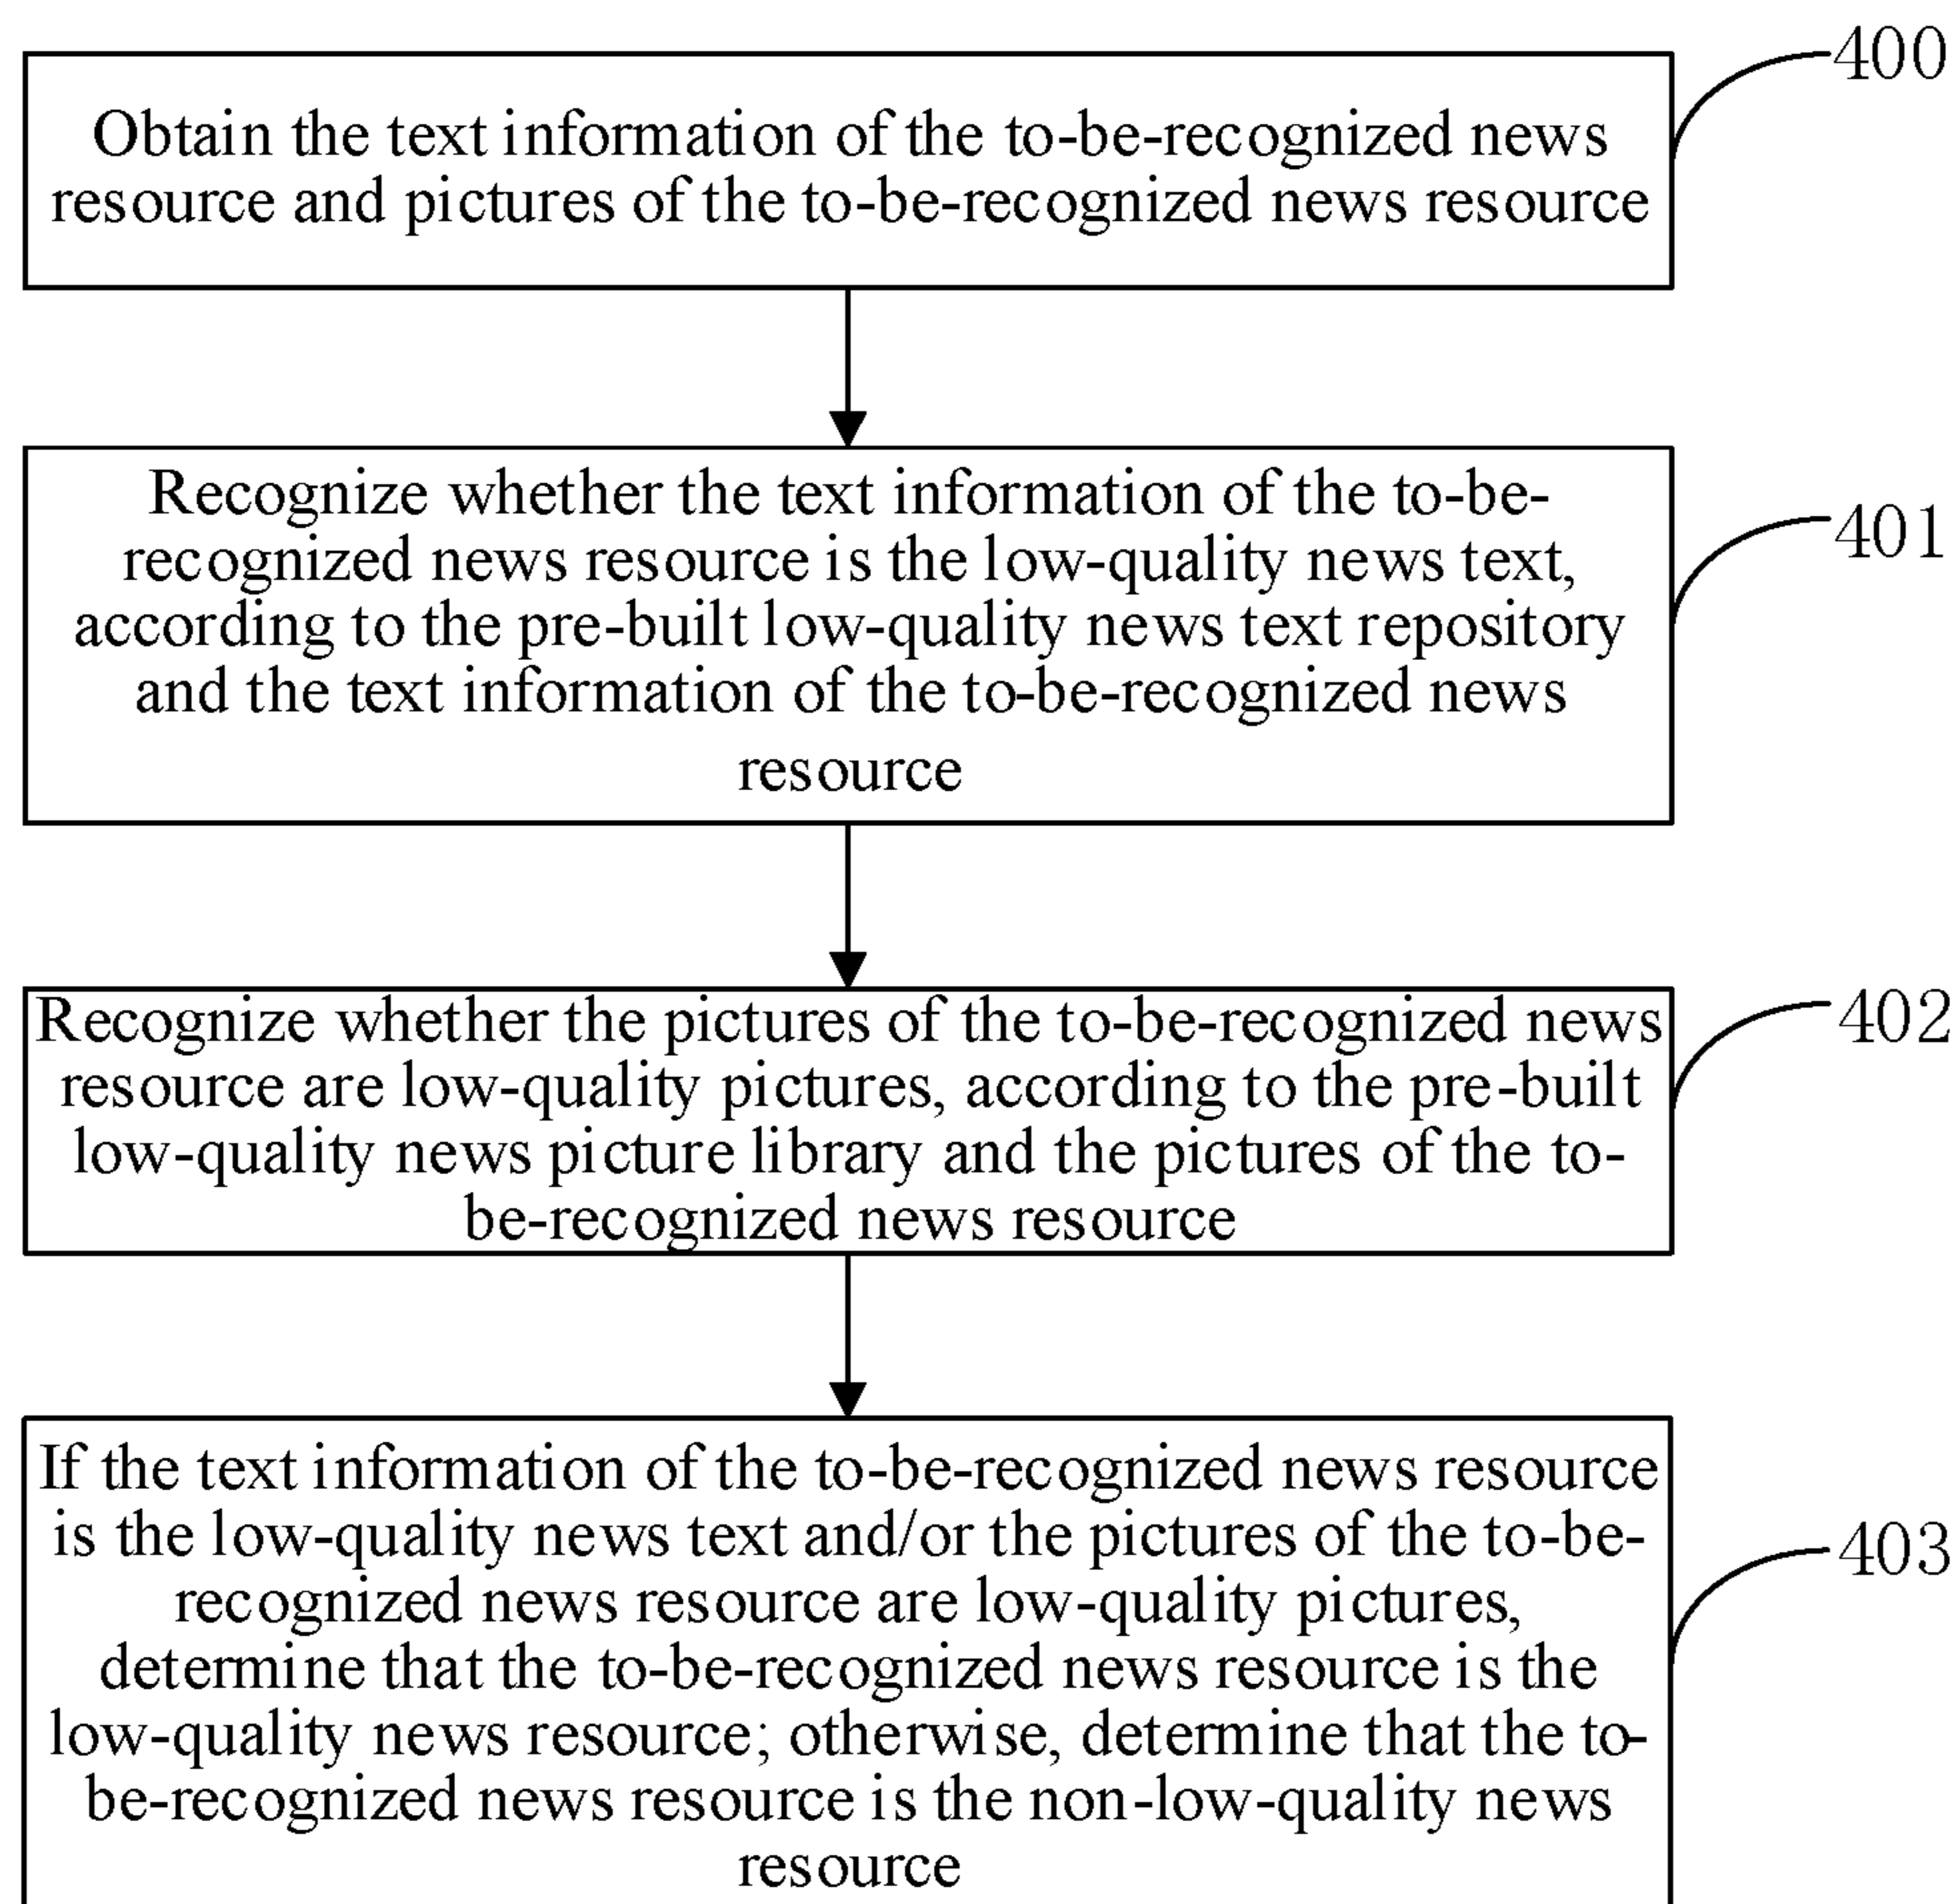 400
Obtain the text information of the to-be-recognized news
resource and pictures of the to-be-recognized news resource
Recognize whether the text information of the to-be-
recognized news resource is the low-quality news text,
according to the pre-built low-quality news text repository
and the text information of the to-be-recognized news
resource
401
Recognize whether the pictures of the to-be-recognized news
resource are low-quality pictures, according to the pre-built
low-quality news picture library and the pictures of the to-
be-recognized news resource
402
If the text information of the to-be-recognized news resource
is the low-quality news text and/or the pictures of the to-be-
recognized news resource are low-quality pictures,
determine that the to-be-recognized news resource is the
low-quality news resource; otherwise, determine that the to-
be-recognized news resource is the non-low-quality news
resource
403